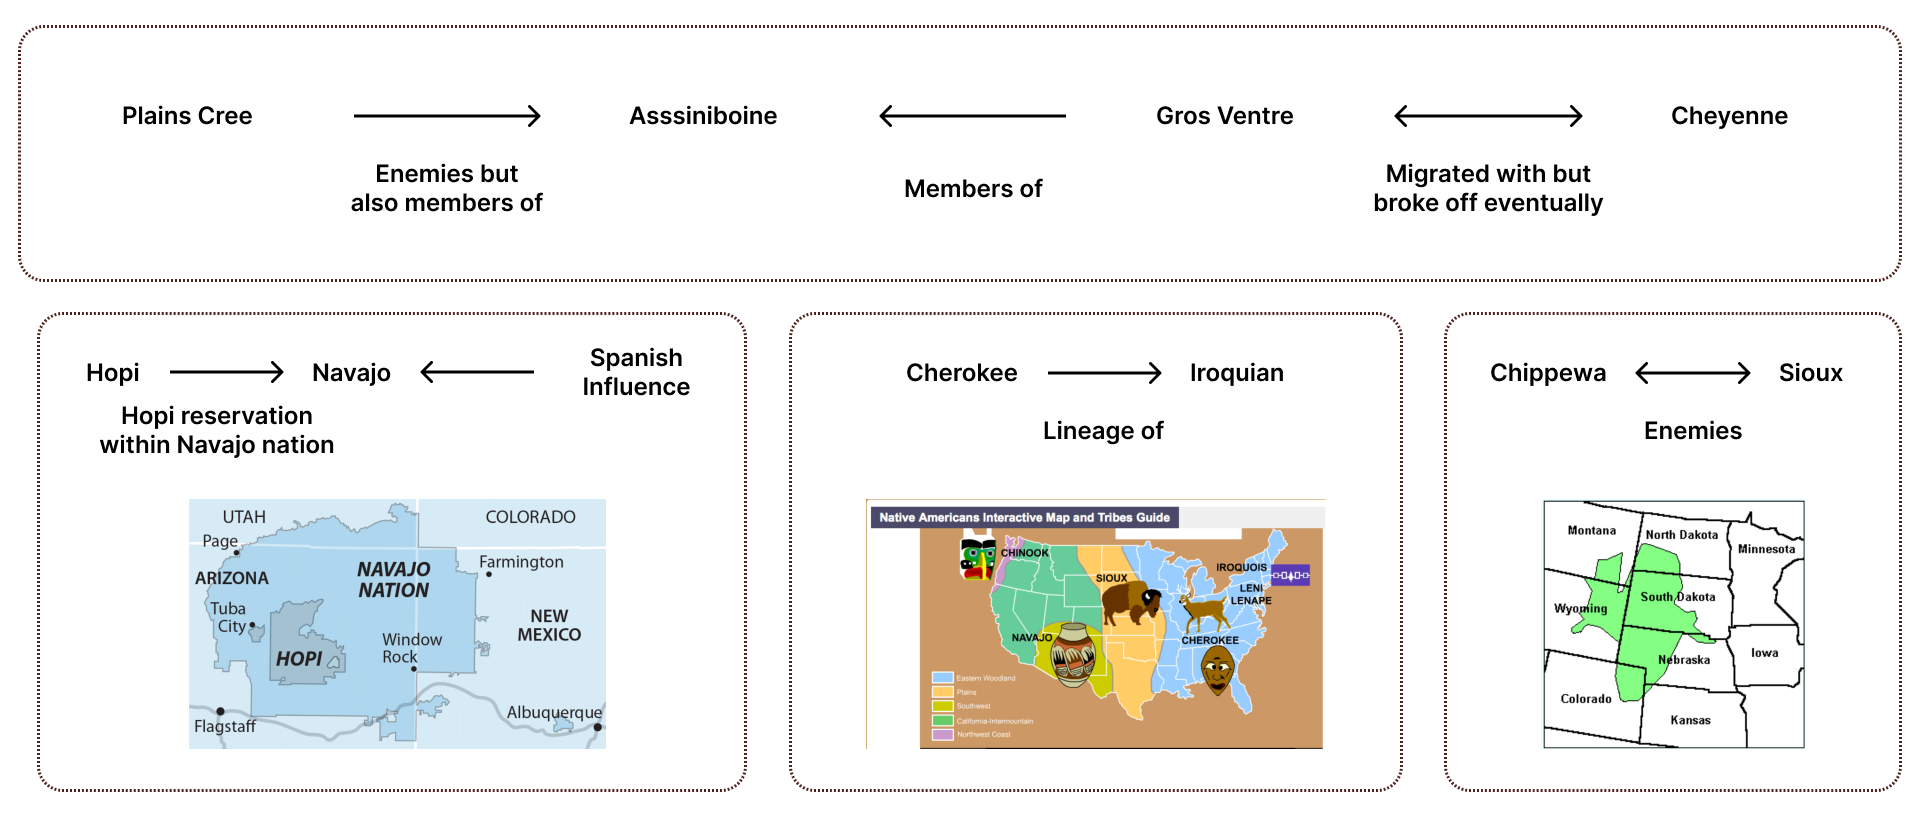 Plains Cree
Asssiniboine
Gros Ventre
Cheyenne
Enemies but
also members of
Members of
Migrated with but
broke off eventually
Hopi
Navajo
Spanish
Influence
Hopi reservation
within Navajo nation
UTAH
COLORADO
Page
NAVAJO
NATION
Farmington
ARIZONA
Tuba
City
NEW
MEXICO
Window
Rock
HOPI
Flagstaff
Albuquerque
Cherokee
Iroquian
Lineage of
Native Americans Interactive Map and Tribes Guide
CHINOOK
SIOUX
IROQUOIS
LENI
LENAPE
NAVAJO
CHEROKEE
Eastern Woodland
Plains
Southwest
California-Intermountain
Northwest Coast
Chippewa
Sioux
Enemies
Montana
North Dakota
Minnesota
Wyoming
South Dakota
Iowa
Nebraska
Colorado
Kansas